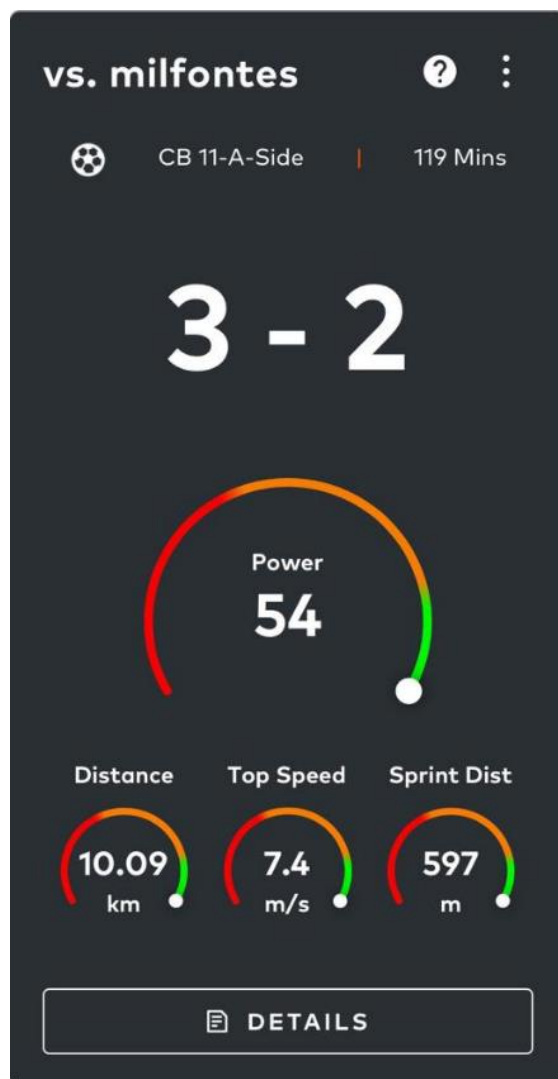 vs. milfontes ?
CB 11-A-Side | 119 Mins
3 - 2
Power
54
Distance Top Speed Sprint Dist
10.09 7.4 597
km m/s m
DETAILS